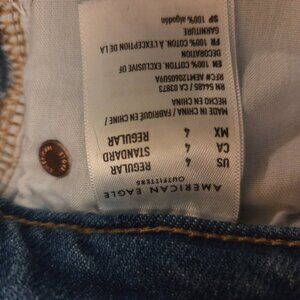 AMERICAN EAGLE
OUTFITTERS
US 4 REGULAR
CA 4 STANDARD
MX 4 REGULAR
MADE IN CHINA / FABRIQUÉ EN CHINE /
HECHO EN CHINA
RN 54485 / CA 03873
EN 100% COTTON. EXCLUSIVE OF
DECORATION
FR 100% COTON. À L'EXCEPTION DE LA
GARNITURE
SP 100% algodón